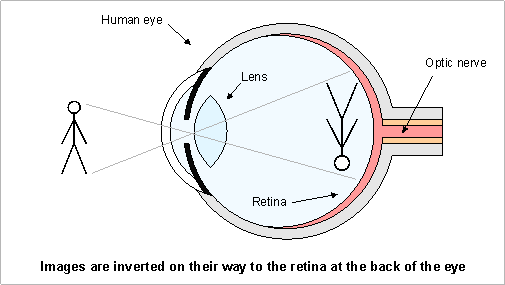 Human eye
Optic nerve
Lens
Retina
Images are inverted on their way to the retina at the back of the eye